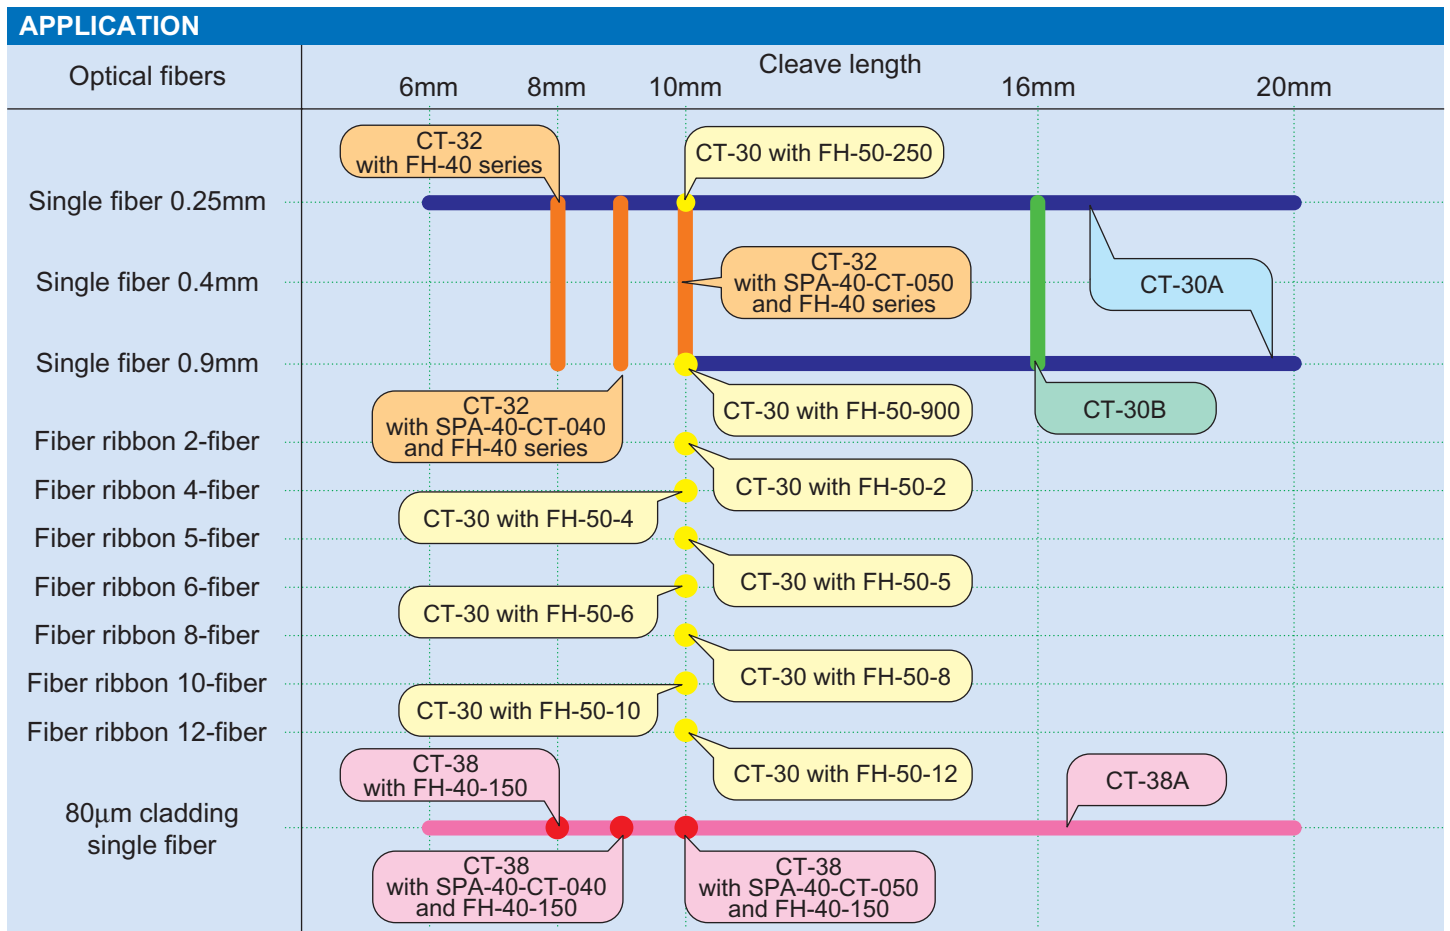 APPLICATION
Optical fibers
Cleave length
6mm
8mm
10mm
16mm
20mm
CT-32
with FH-40 series
CT-30 with FH-50-250
Single fiber 0.25mm
Single fiber 0.4mm
CT-32
with SPA-40-CT-050
and FH-40 series
CT-30A
Single fiber 0.9mm
CT-32
with SPA-40-CT-040
and FH-40 series
CT-30 with FH-50-900
CT-30B
Fiber ribbon 2-fiber
CT-30 with FH-50-2
Fiber ribbon 4-fiber
CT-30 with FH-50-4
Fiber ribbon 5-fiber
CT-30 with FH-50-5
Fiber ribbon 6-fiber
CT-30 with FH-50-6
Fiber ribbon 8-fiber
CT-30 with FH-50-8
Fiber ribbon 10-fiber
CT-30 with FH-50-10
Fiber ribbon 12-fiber
CT-30 with FH-50-12
CT-38
with FH-40-150
CT-38A
80μm cladding
single fiber
CT-38
with SPA-40-CT-040
and FH-40-150
CT-38
with SPA-40-CT-050
and FH-40-150